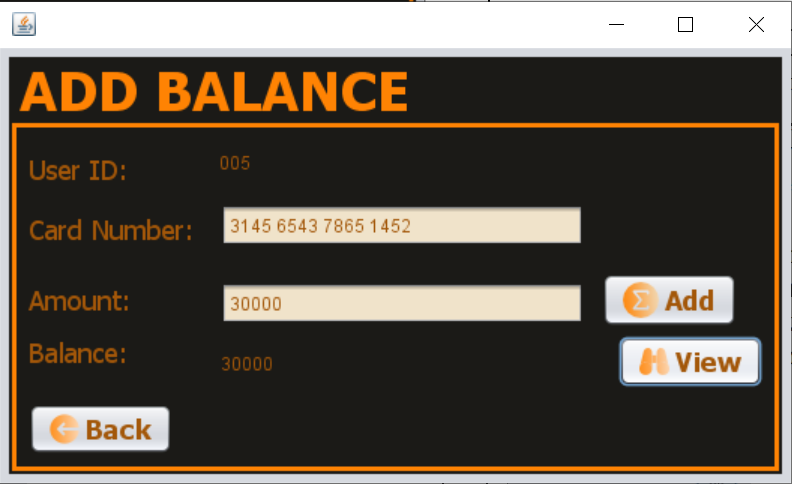 ADD BALANCE
User ID: 005
Card Number: 3145 6543 7865 1452
Amount: 30000 Add
Balance: 30000 View
Back